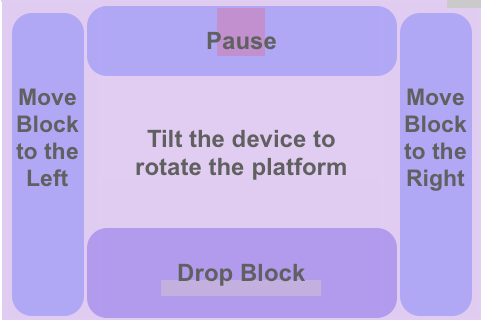 Pause
Move
Block
to the
Left
Tilt the device to
rotate the platform
Move
Block
to the
Right
Drop Block